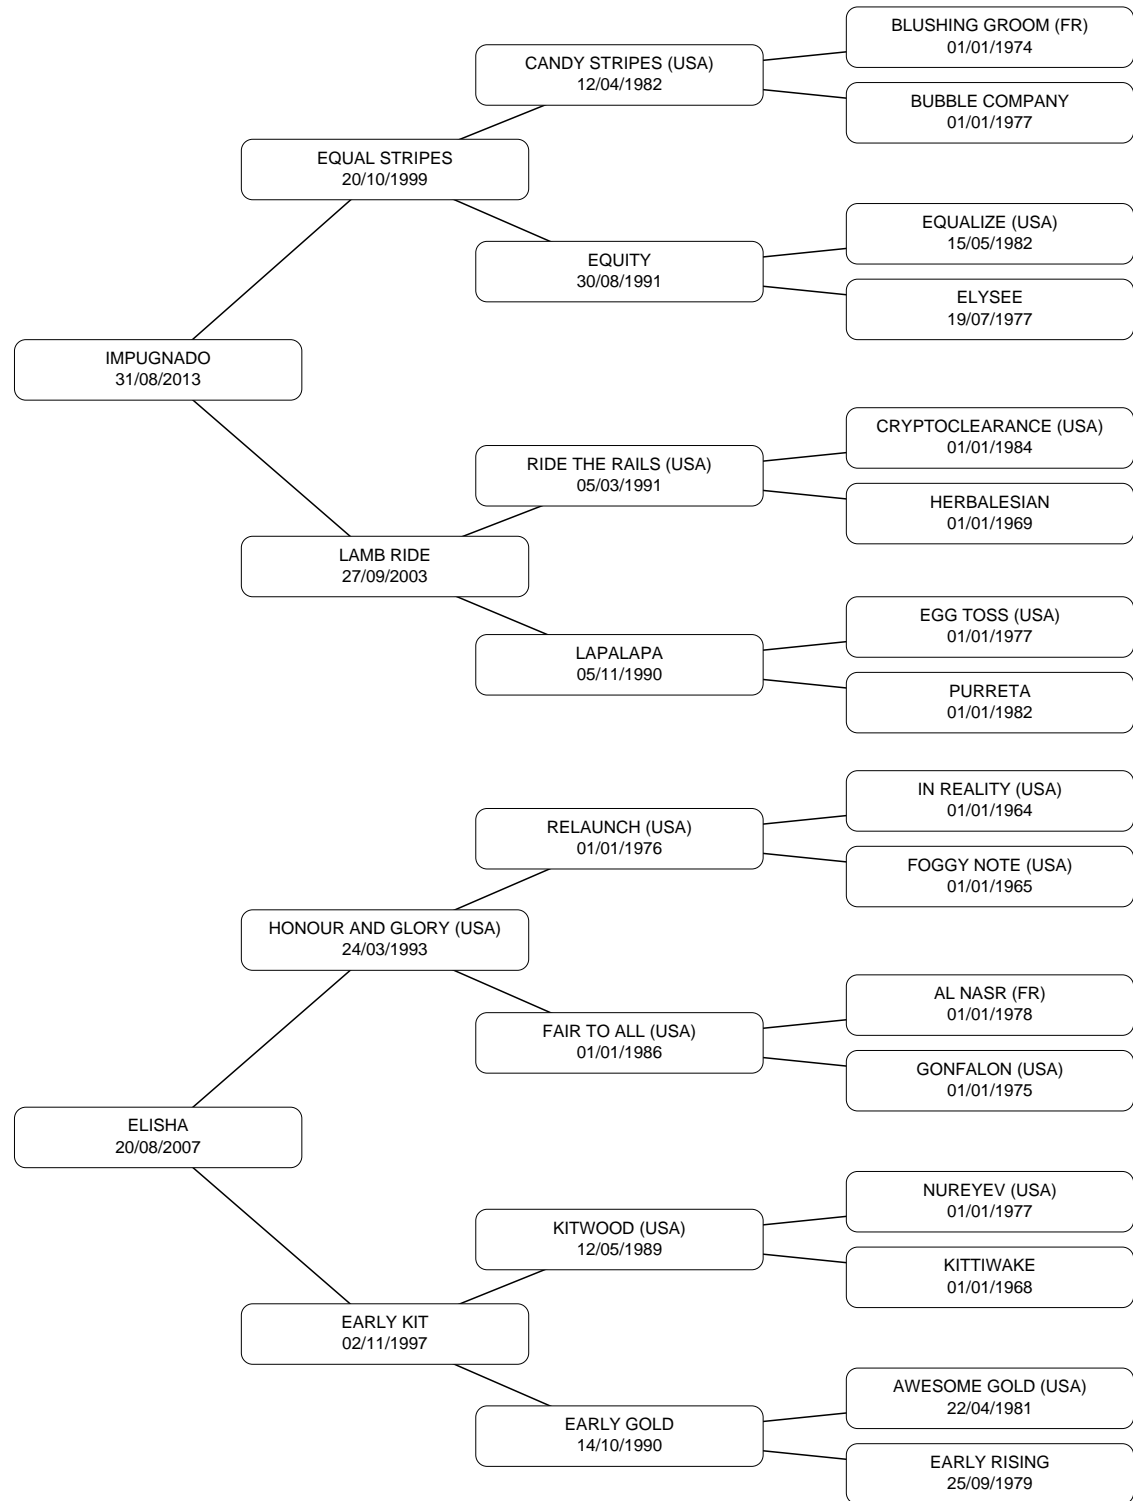 BLUSHING GROOM (FR)
01/01/1974
CANDY STRIPES (USA)
12/04/1982
BUBBLE COMPANY
01/01/1977
EQUAL STRIPES
20/10/1999
EQUALIZE (USA)
15/05/1982
EQUITY
30/08/1991
ELYSEE
19/07/1977
IMPUGNADO
31/08/2013
CRYPTOCLEARANCE (USA)
01/01/1984
RIDE THE RAILS (USA)
05/03/1991
HERBALESIAN
01/01/1969
LAMB RIDE
27/09/2003
EGG TOSS (USA)
01/01/1977
LAPALAPA
05/11/1990
PURRETA
01/01/1982
IN REALITY (USA)
01/01/1964
RELAUNCH (USA)
01/01/1976
FOGGY NOTE (USA)
01/01/1965
HONOUR AND GLORY (USA)
24/03/1993
AL NASR (FR)
01/01/1978
FAIR TO ALL (USA)
01/01/1986
GONFALON (USA)
01/01/1975
ELISHA
20/08/2007
NUREYEV (USA)
01/01/1977
KITWOOD (USA)
12/05/1989
KITTIWAKE
01/01/1968
EARLY KIT
02/11/1997
AWESOME GOLD (USA)
22/04/1981
EARLY GOLD
14/10/1990
EARLY RISING
25/09/1979